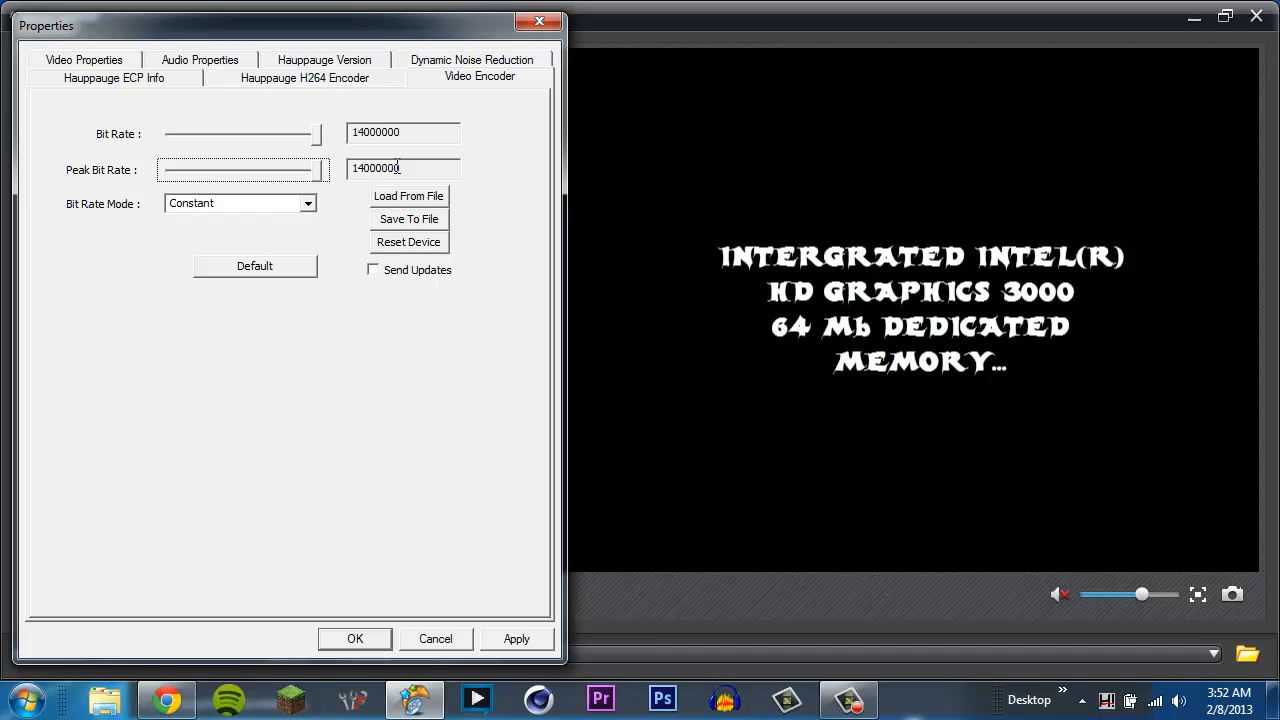 Properties
Video Properties
Audio Properties
Hauppauge Version
Dynamic Noise Reduction
Hauppauge ECP Info
Hauppauge H264 Encoder
Video Encoder
Bit Rate :
14000000
Peak Bit Rate :
14000000
Bit Rate Mode :
Constant
Load From File
Save To File
Reset Device
Default
Send Updates
OK
Cancel
Apply
INTERGRATED INTEL(R)
HD GRAPHICS 3000
64 Mb DEDICATED
MEMORY...
Pr
Ps
Desktop
3:52 AM
2/8/2013